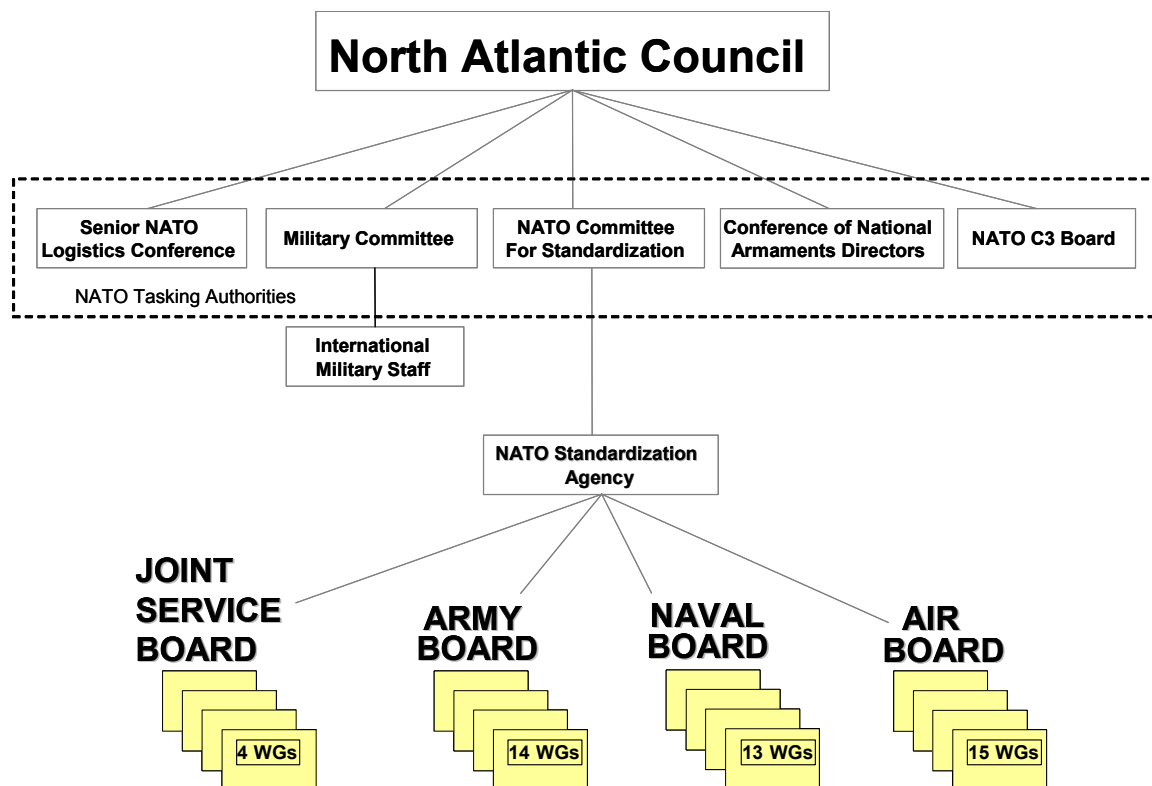 North Atlantic Council
Senior NATO
Logistics Conference
Military Committee
NATO Committee
For Standardization
Conference of National
Armaments Directors
NATO C3 Board
NATO Tasking Authorities
International
Military Staff
NATO Standardization
Agency
JOINT
SERVICE
BOARD
ARMY
BOARD
NAVAL
BOARD
AIR
BOARD
4 WGs
14 WGs
13 WGs
15 WGs